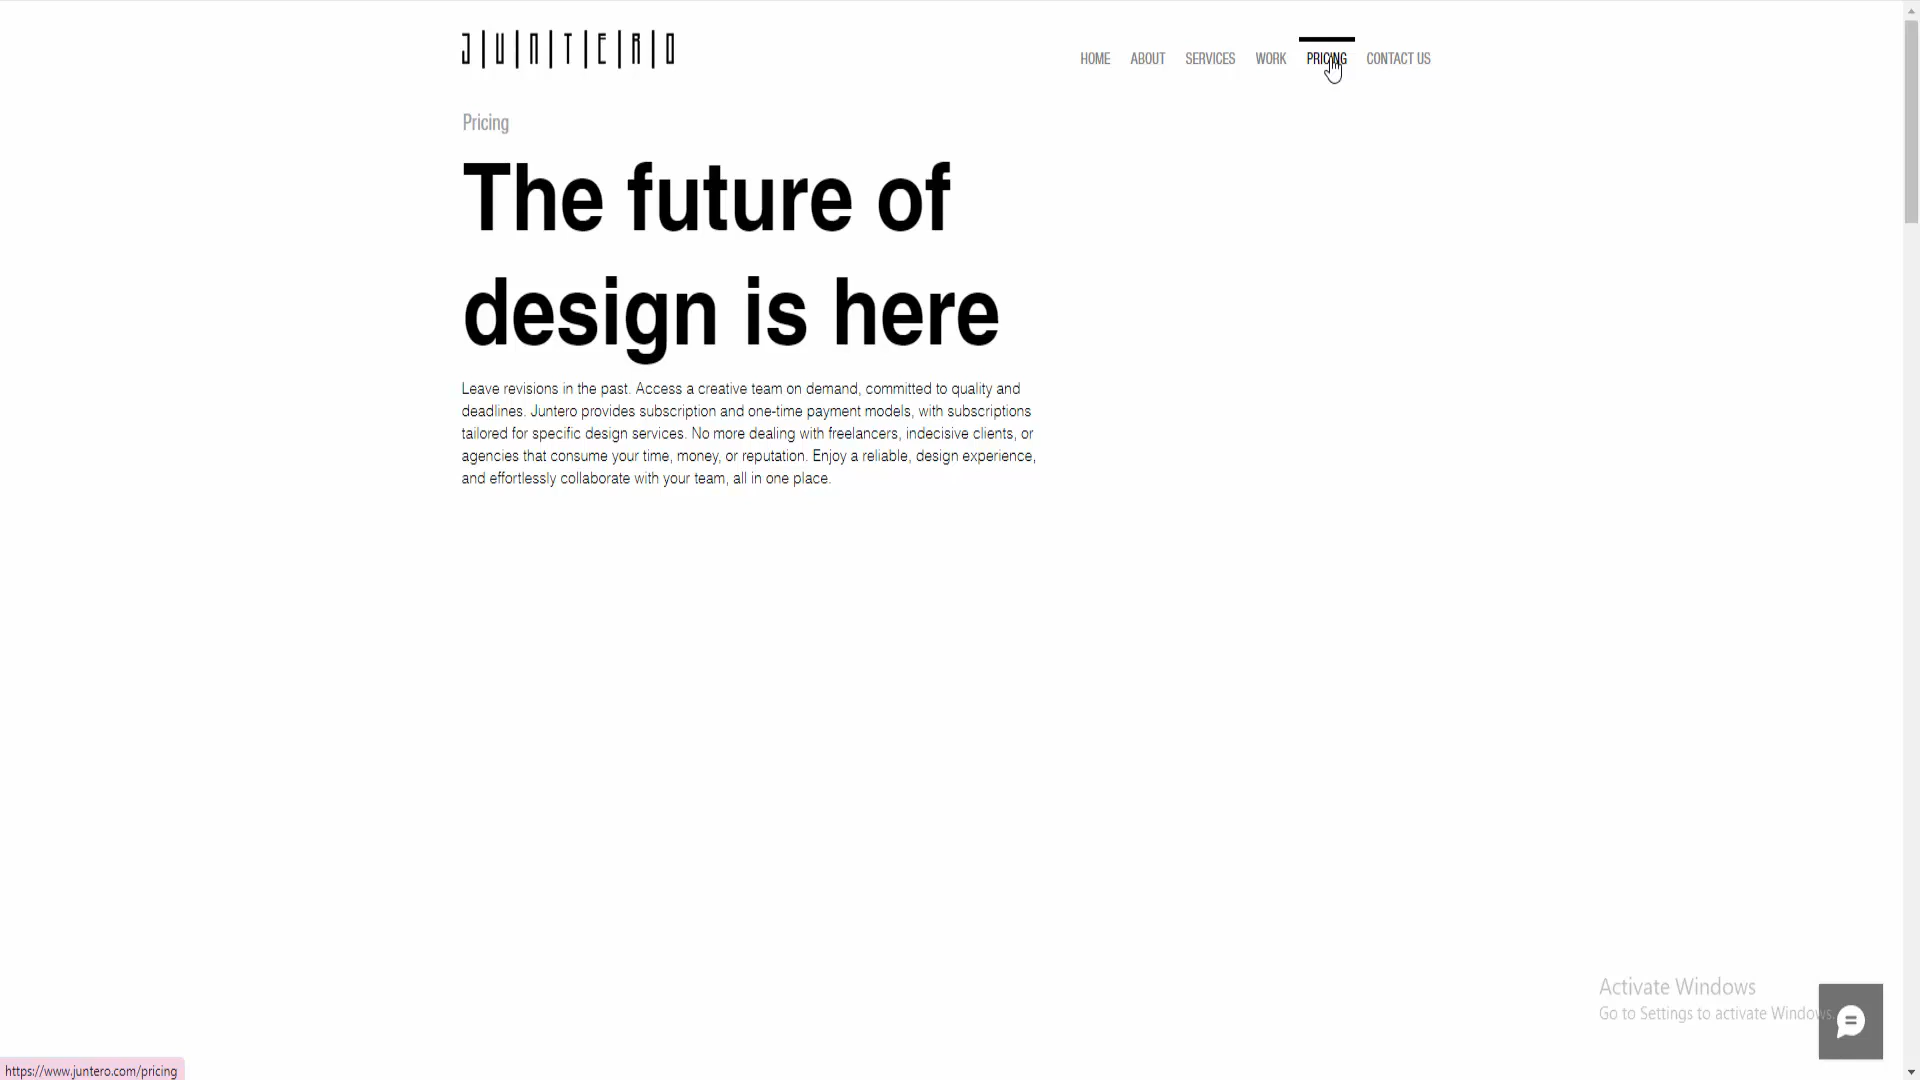 J|U|N|T|E|R|O
HOME ABOUT SERVICES WORK PRICING CONTACT US
Pricing
The future of
design is here
Leave revisions in the past. Access a creative team on demand, committed to quality and
deadlines. Juntero provides subscription and one-time payment models, with subscriptions
tailored for specific design services. No more dealing with freelancers, indecisive clients, or
agencies that consume your time, money, or reputation. Enjoy a reliable, design experience,
and effortlessly collaborate with your team, all in one place.
Activate Windows
Go to Settings to activate Windows.
https://www.juntero.com/pricing